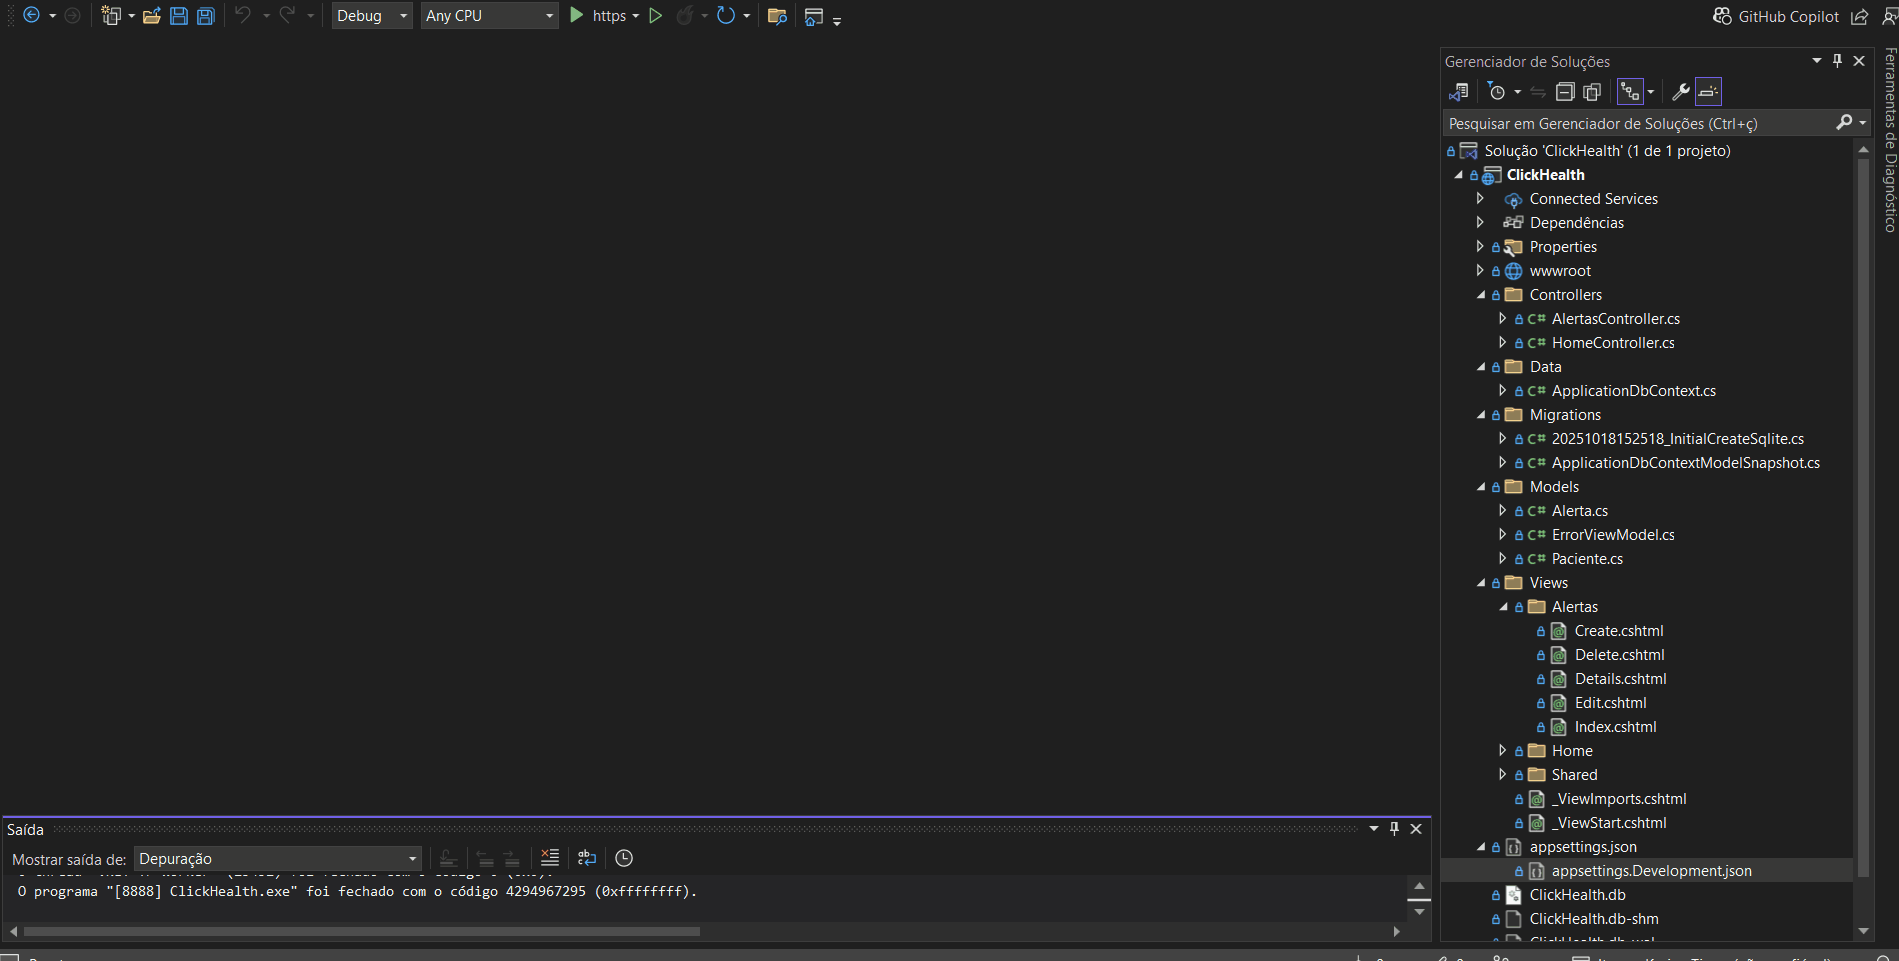 Debug
Any CPU
https
GitHub Copilot
Gerenciador de Soluções
Pesquisar em Gerenciador de Soluções (Ctrl+ç)
Solução 'ClickHealth' (1 de 1 projeto)
ClickHealth
Connected Services
Dependências
Properties
wwwroot
Controllers
C# AlertasController.cs
C# HomeController.cs
Data
C# ApplicationDbContext.cs
Migrations
C# 20251018152518_InitialCreateSqlite.cs
C# ApplicationDbContextModelSnapshot.cs
Models
C# Alerta.cs
C# ErrorViewModel.cs
C# Paciente.cs
Views
Alertas
Create.cshtml
Delete.cshtml
Details.cshtml
Edit.cshtml
Index.cshtml
Home
Shared
_ViewImports.cshtml
_ViewStart.cshtml
appsettings.json
appsettings.Development.json
ClickHealth.db
ClickHealth.db-shm
ClickHealth.db-wal
Ferramentas de Diagnóstico
Saída
Mostrar saída de: Depuração
O programa "[8888] ClickHealth.exe" foi fechado com o código 4294967295 (0xffffffff).